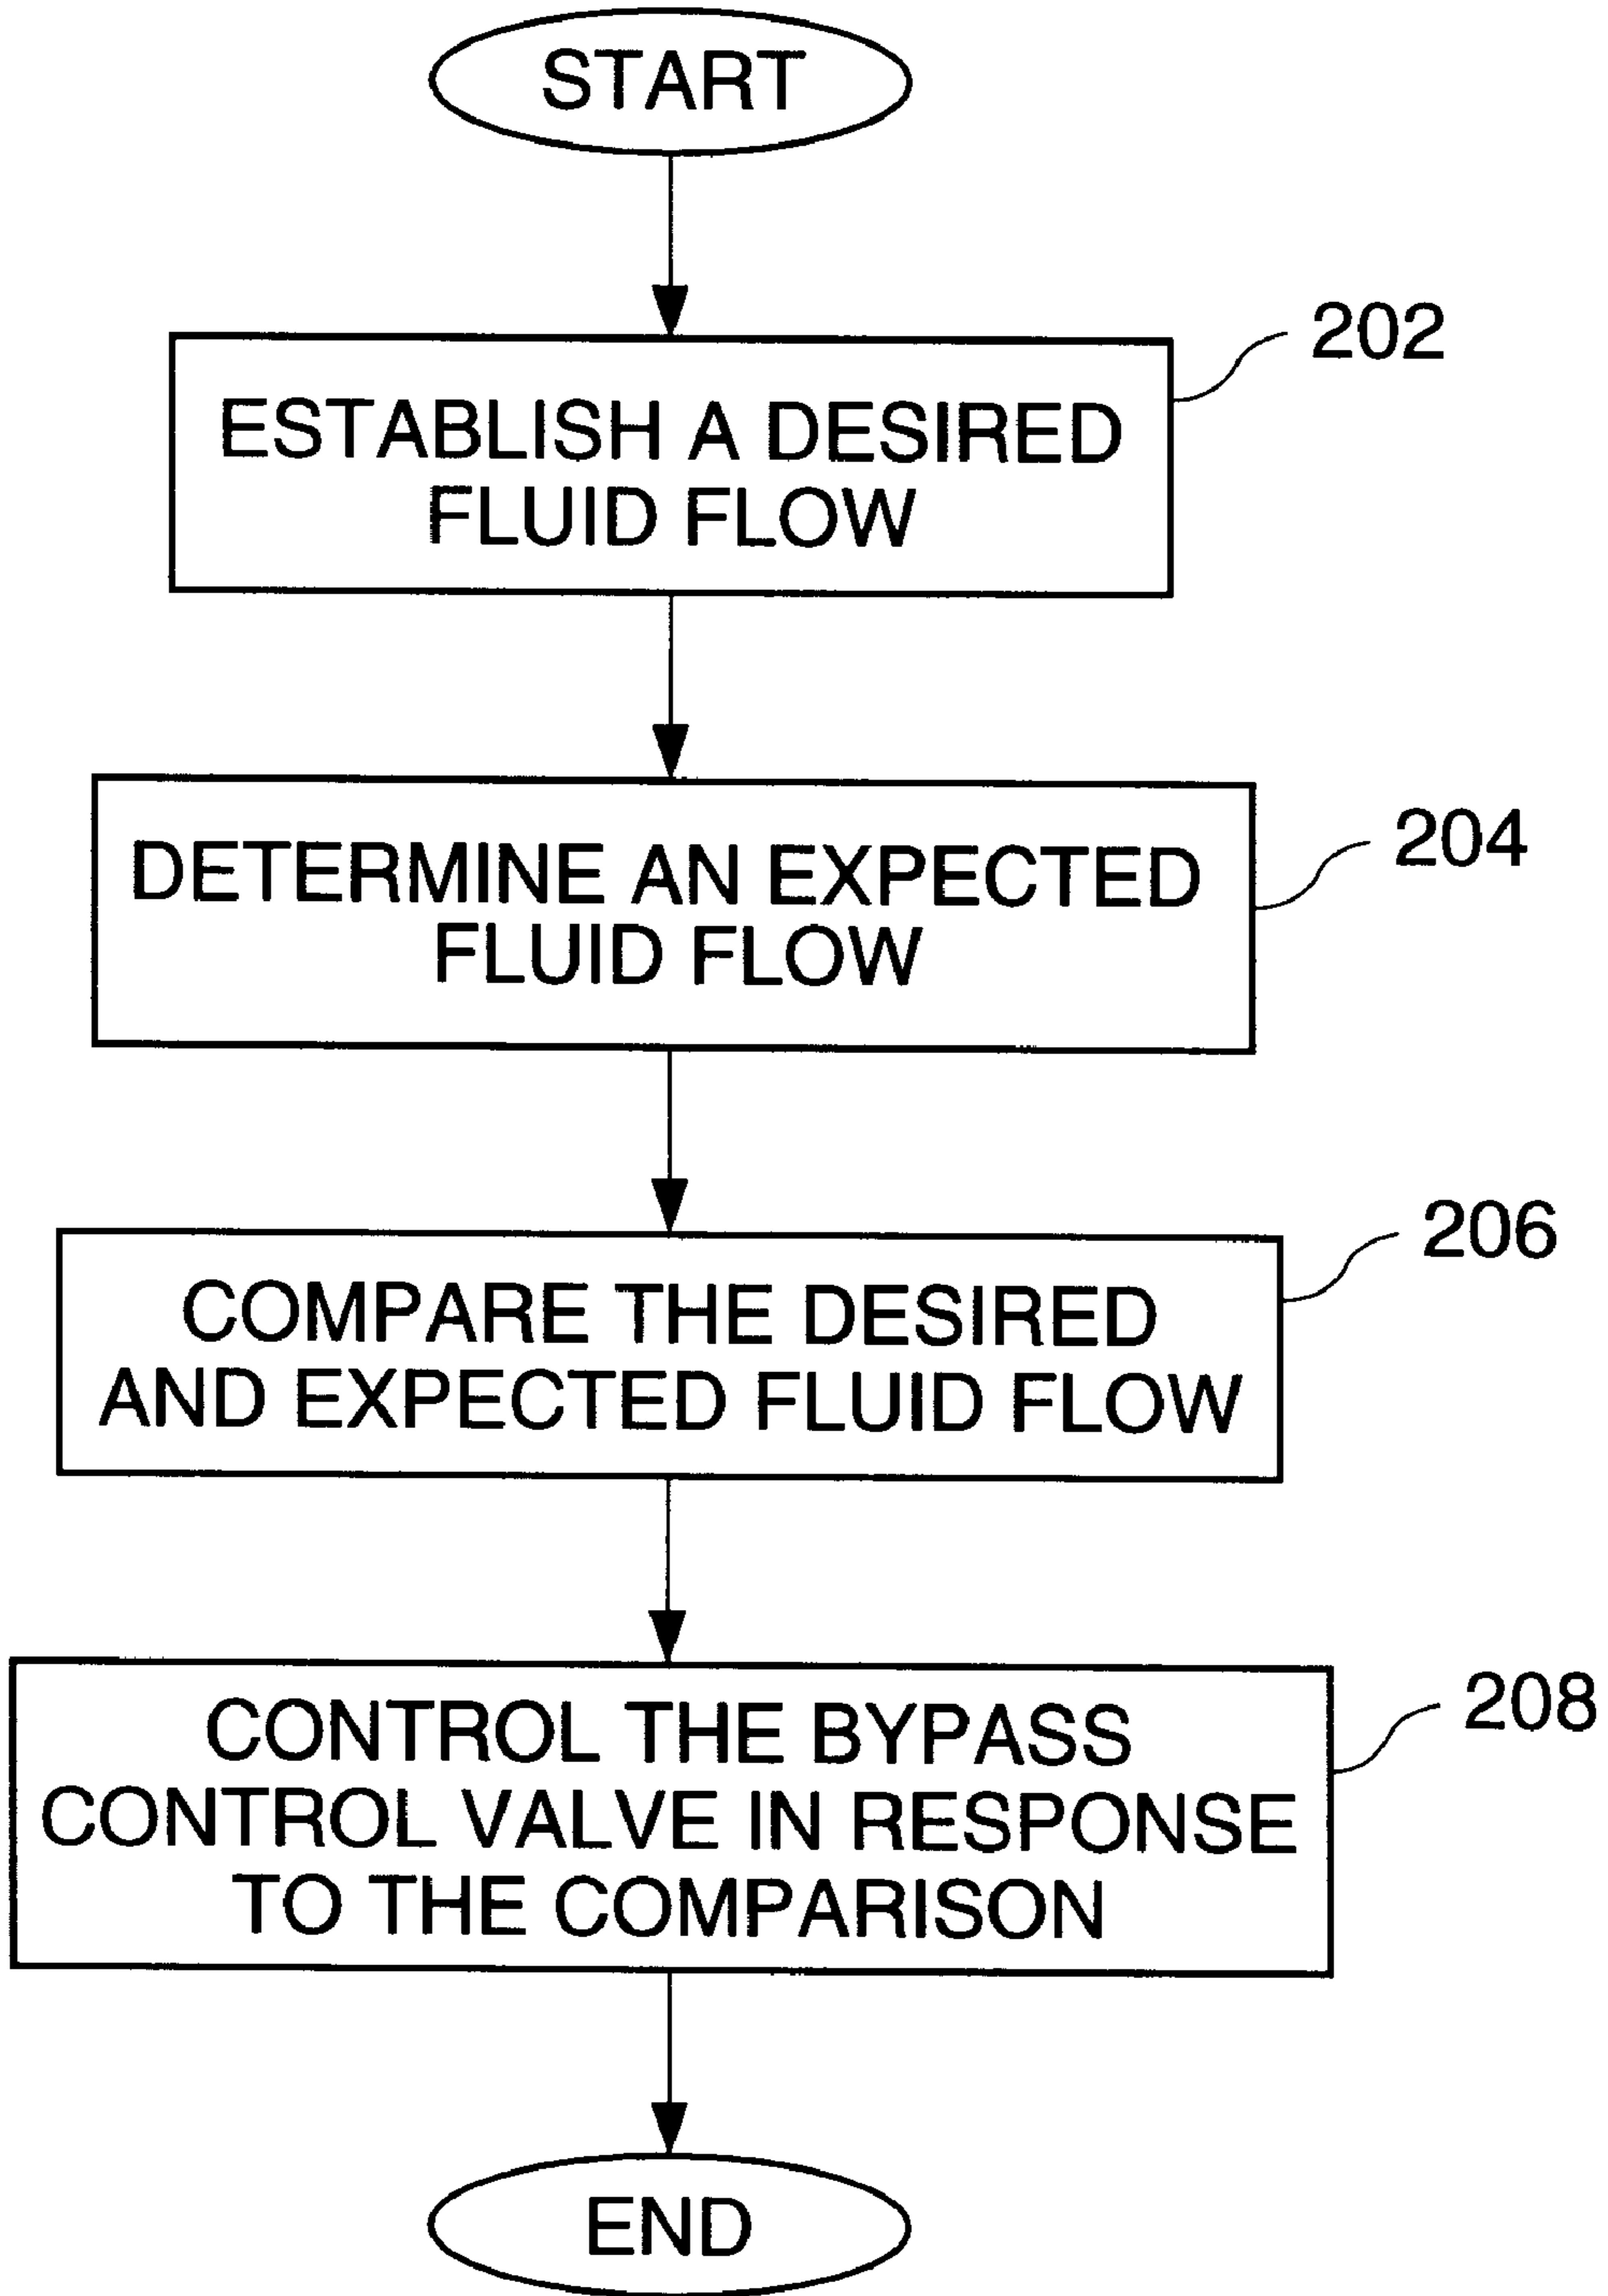 START
202
ESTABLISH A DESIRED
FLUID FLOW
204
DETERMINE AN EXPECTED
FLUID FLOW
206
COMPARE THE DESIRED
AND EXPECTED FLUID FLOW
208
CONTROL THE BYPASS
CONTROL VALVE IN RESPONSE
TO THE COMPARISON
END